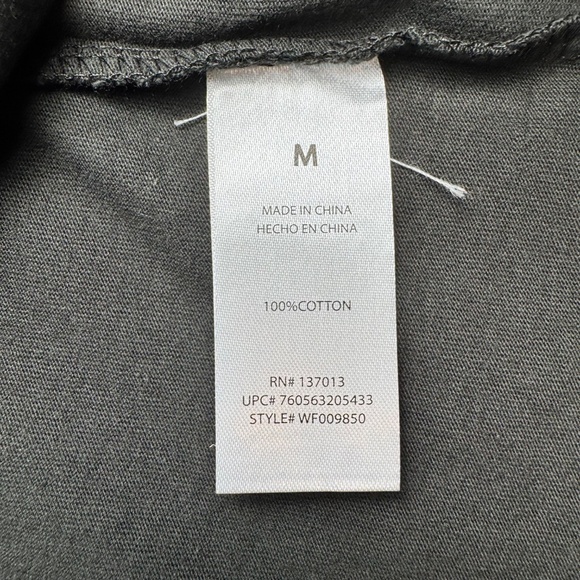 M
MADE IN CHINA
HECHO EN CHINA
100%COTTON
RN# 137013
UPC# 760563205433
STYLE# WF009850